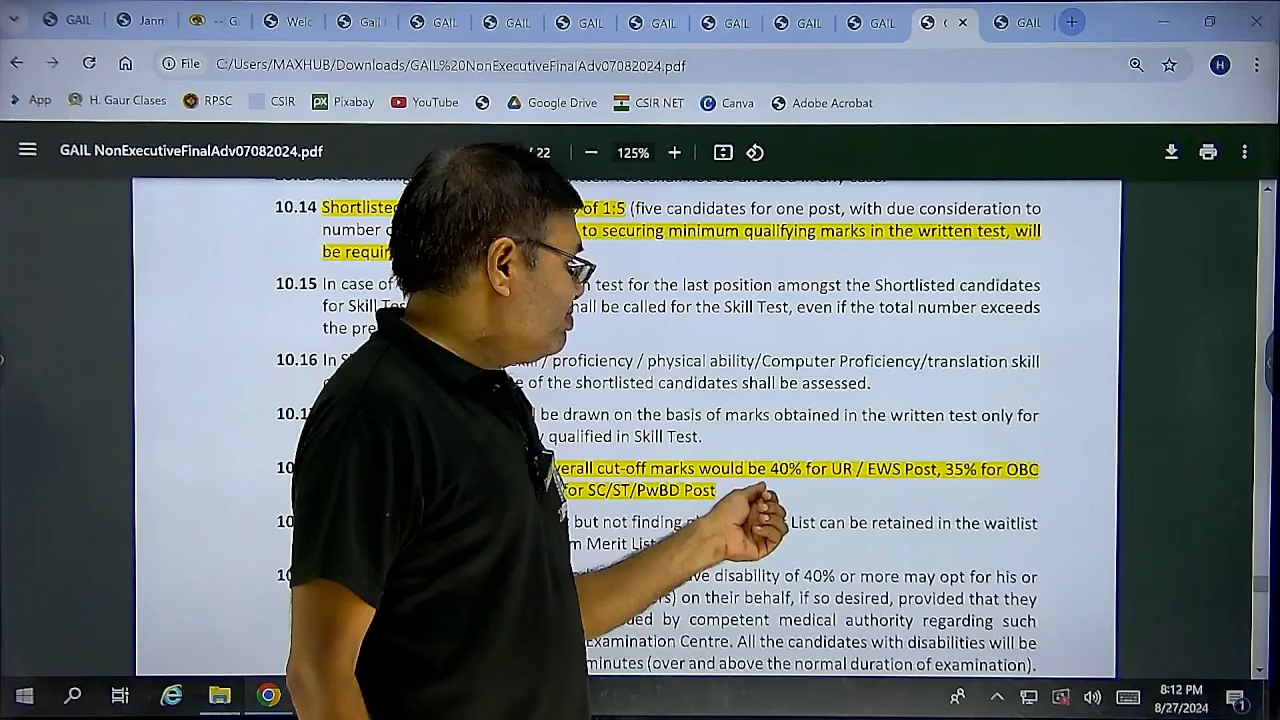 Jann
-- G
Welc
Gail
GAIL
GAIL
GAIL
GAIL
GAIL
GAIL
GAIL
GAIL
File
C:/Users/MAXHUB/Downloads/GAIL%20NonExecutiveFinalAdv07082024.pdf
H
App
H. Gaur Classes
RPSC
CSIR
Pixabay
YouTube
Google Drive
CSIR NET
Canva
Adobe Acrobat
GAIL NonExecutiveFinalAdv07082024.pdf
/ 22
125%
10.14 Shortliste of 1:5 (five candidates for one post, with due consideration to
number to securing minimum qualifying marks in the written test, will
be requir
10.15 In case of test for the last position amongst the Shortlisted candidates
for Skill Tes hall be called for the Skill Test, even if the total number exceeds
the pre
10.16 In / proficiency / physical ability/Computer Proficiency/translation skill
e of the shortlisted candidates shall be assessed.
be drawn on the basis of marks obtained in the written test only for
qualified in Skill Test.
verall cut-off marks would be 40% for UR / EWS Post, 35% for OBC
for SC/ST/PwBD Post
but not finding List can be retained in the waitlist
m Merit List
ve disability of 40% or more may opt for his or
on their behalf, if so desired, provided that they
ed by competent medical authority regarding such
Examination Centre. All the candidates with disabilities will be
minutes (over and above the normal duration of examination).
8:12 PM
8/27/2024
1